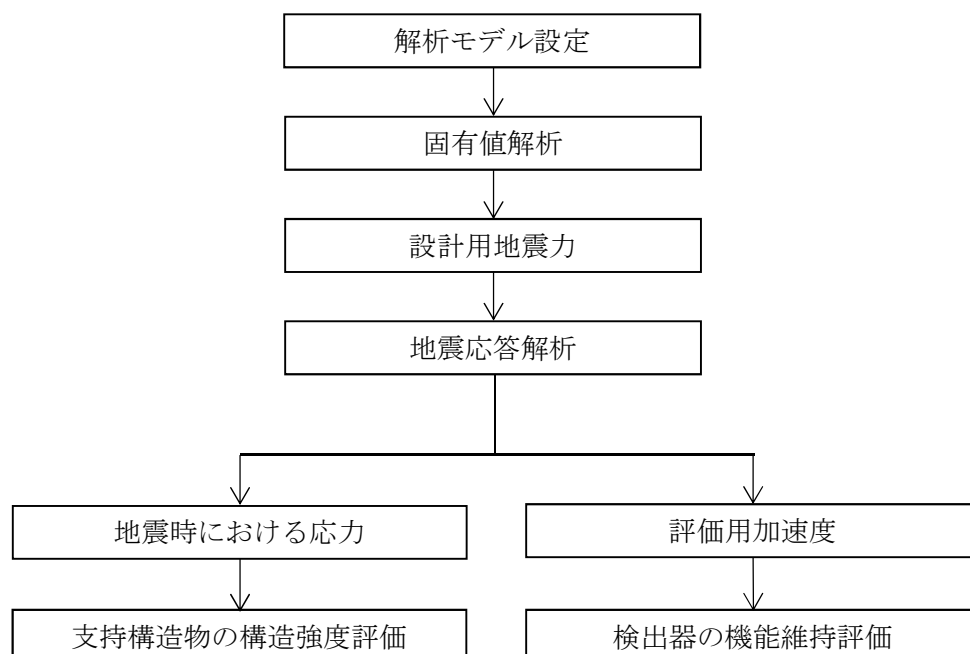 解析モデル設定
固有値解析
設計用地震力
地震応答解析
地震時における応力
評価用加速度
支持構造物の構造強度評価
検出器の機能維持評価